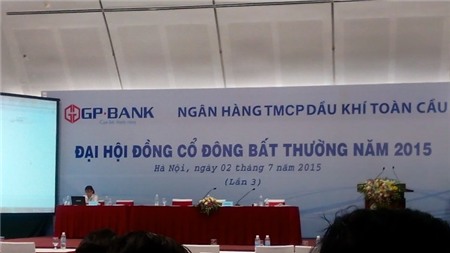 GP·BANK
NGÂN HÀNG TMCP DẦU KHÍ TOÀN CẦU
ĐẠI HỘI ĐỒNG CỔ ĐÔNG BẤT THƯỜNG NĂM 2015
Hà Nội, ngày 02 tháng 7 năm 2015
(Lần 3)